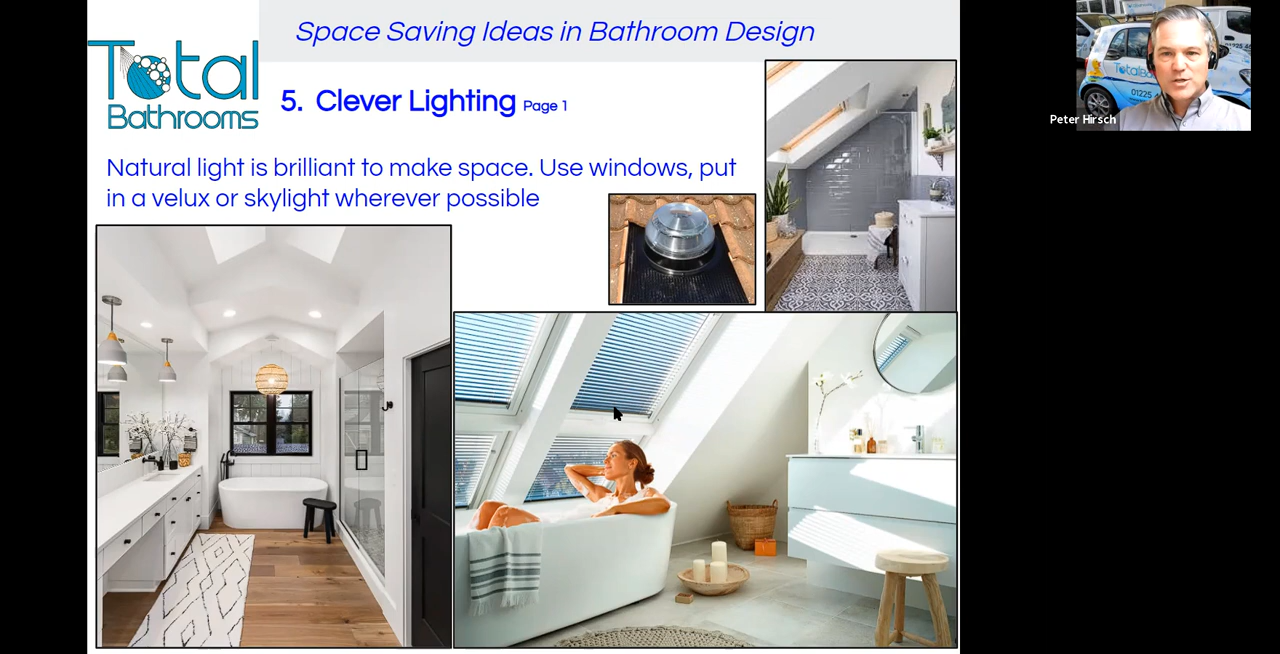 Space Saving Ideas in Bathroom Design
Total
Bathrooms
5. Clever Lighting Page 1
Natural light is brilliant to make space. Use windows, put
in a velux or skylight wherever possible
Peter Hirsch
01225